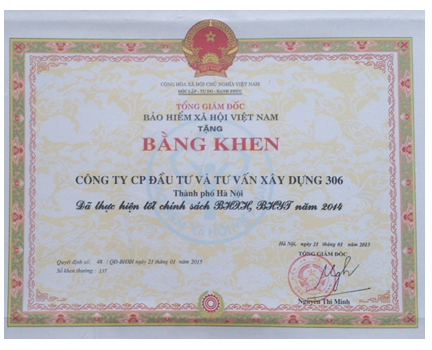 CỘNG HÒA XÃ HỘI CHỦ NGHĨA VIỆT NAM
ĐỘC LẬP - TỰ DO - HẠNH PHÚC
TỔNG GIÁM ĐỐC
BẢO HIỂM XÃ HỘI VIỆT NAM
TẶNG
BẰNG KHEN
CÔNG TY CP ĐẦU TƯ VÀ TƯ VẤN XÂY DỰNG 306
Thành phố Hà Nội
Đã thực hiện tốt chính sách BHXH, BHYT năm 2014
Hà Nội, ngày 21 tháng 01 năm 2015
TỔNG GIÁM ĐỐC
Quyết định số: 48 /QĐ-BHXH ngày 21 tháng 01 năm 2015
Số khen thưởng : 137
Nguyễn Thị Minh